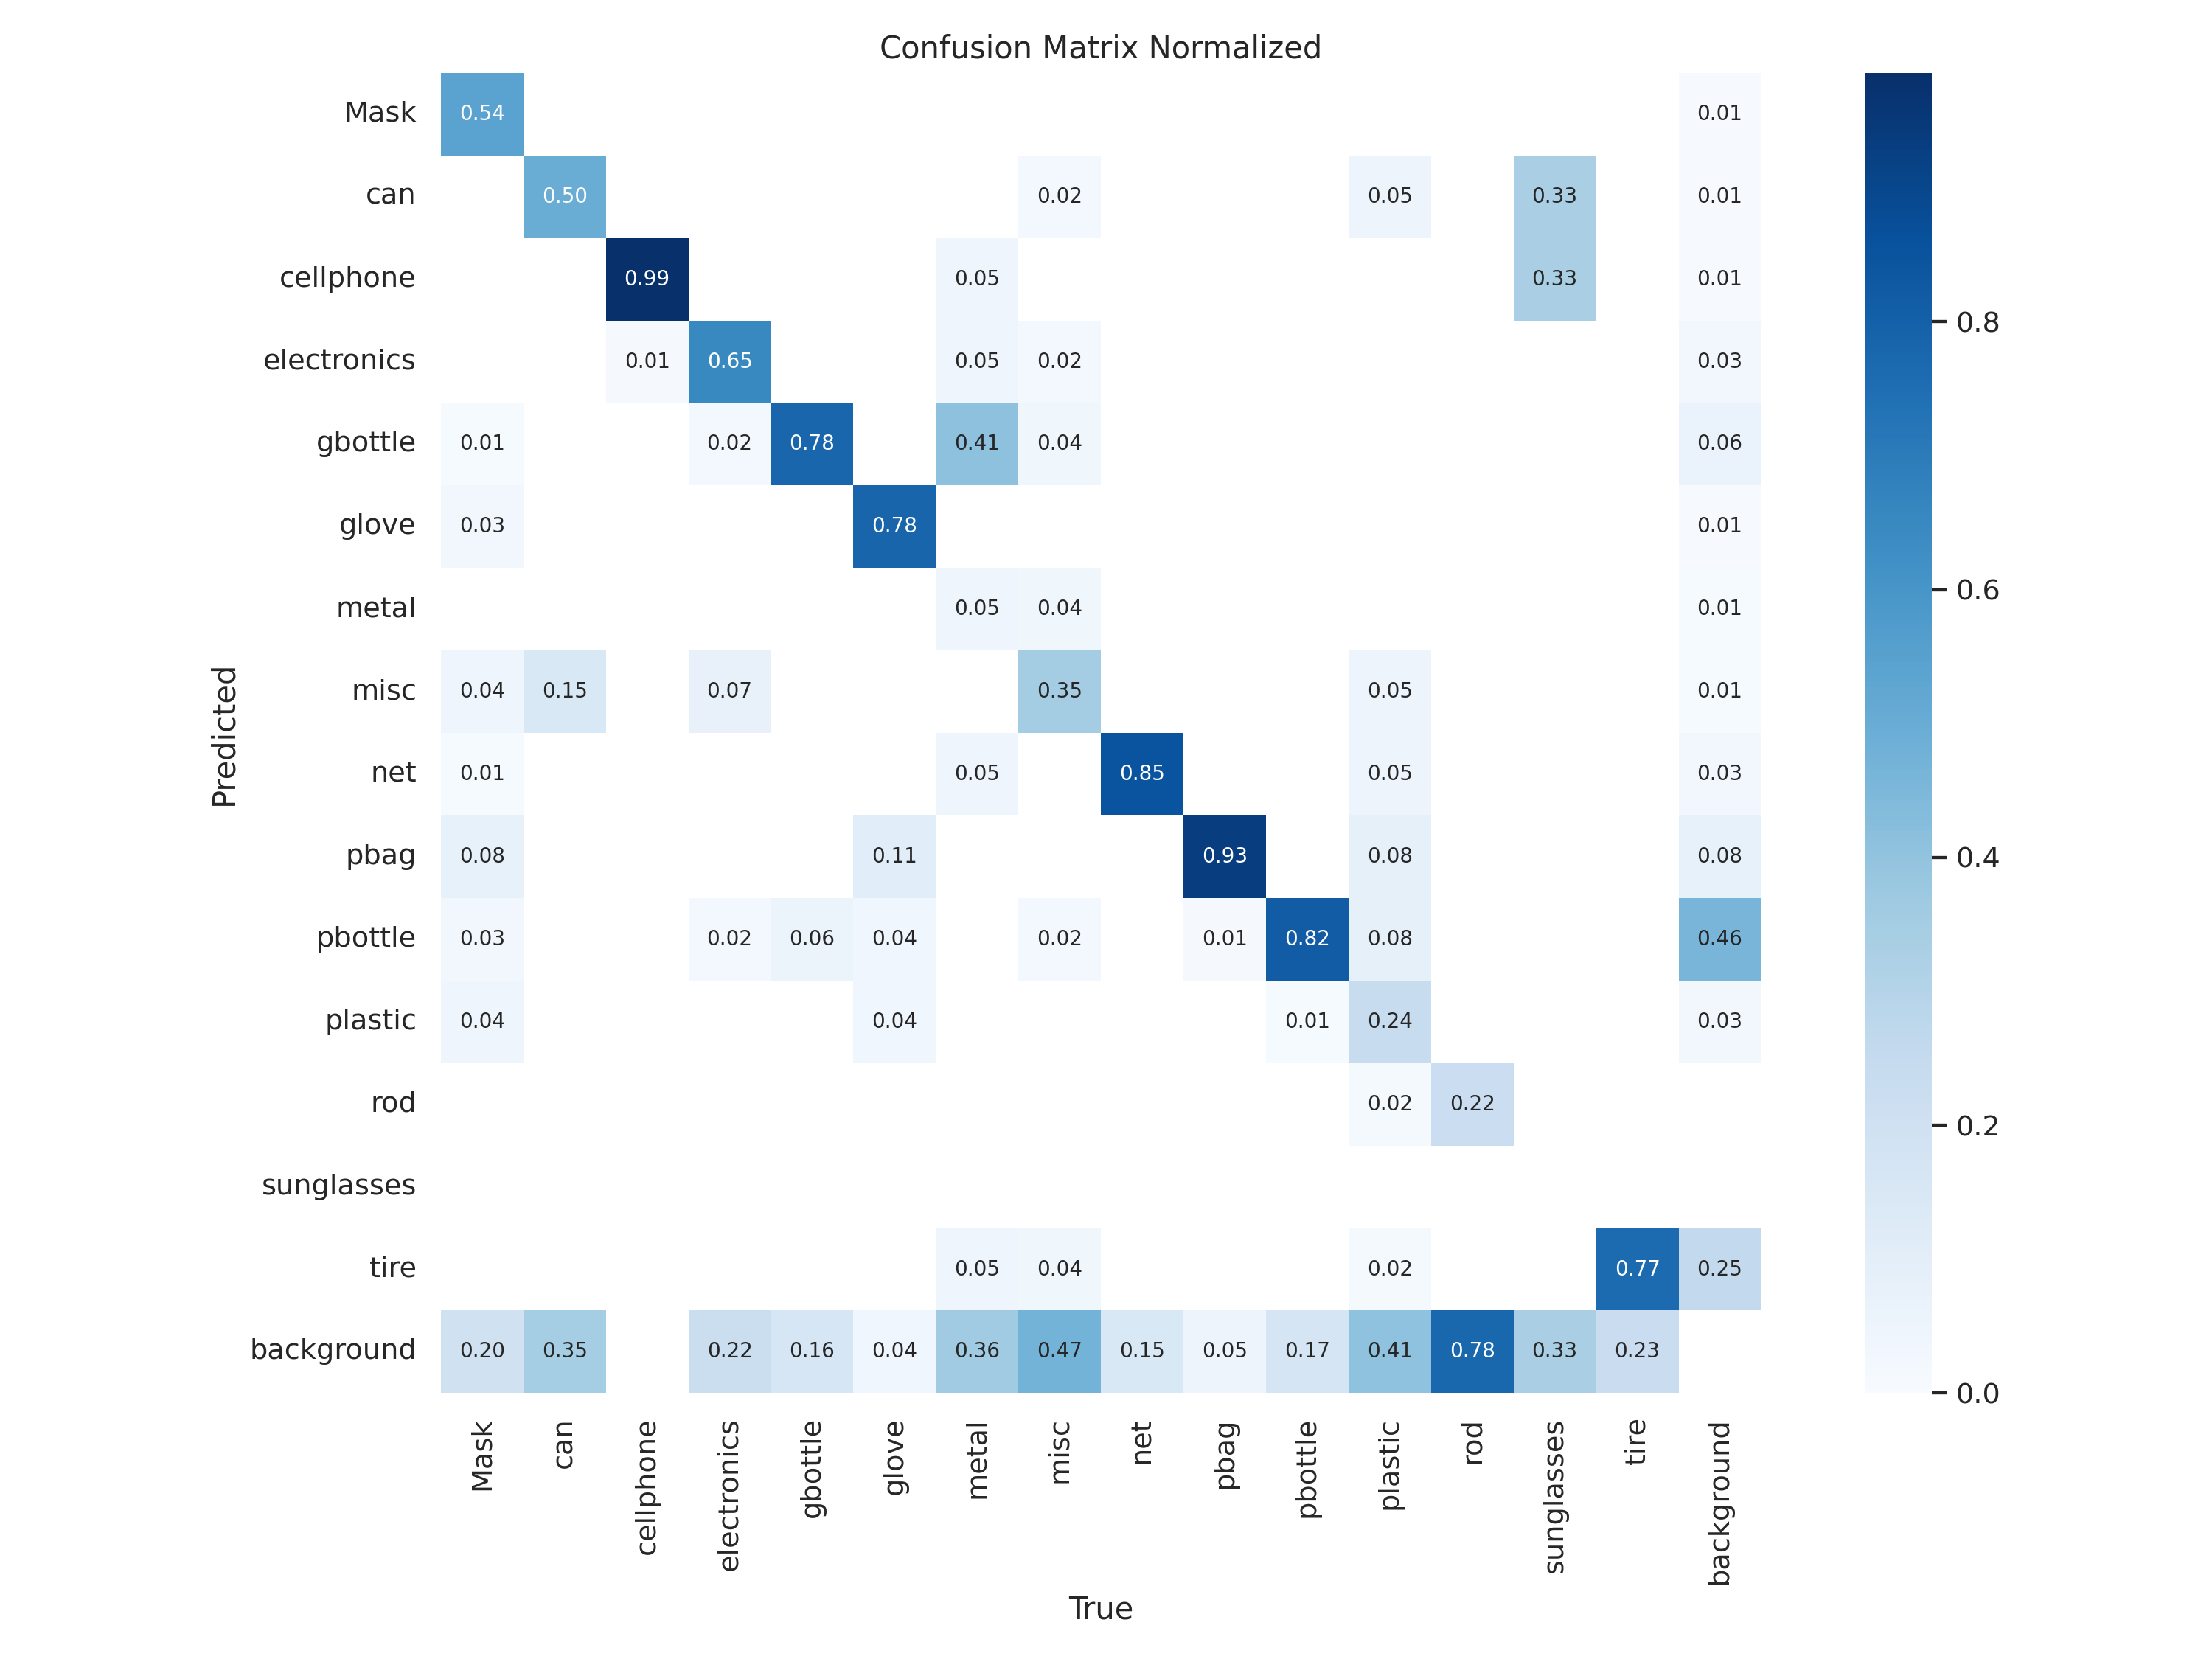 Confusion Matrix Normalized
Mask 0.54 0.01
can 0.50 0.02 0.05 0.33 0.01
cellphone 0.99 0.05 0.33 0.01
0.8
electronics 0.01 0.65 0.05 0.02 0.03
gbottle 0.01 0.02 0.78 0.41 0.04 0.06
glove 0.03 0.78 0.01
0.6
metal 0.05 0.04 0.01
misc 0.04 0.15 0.07 0.35 0.05 0.01
Predicted
net 0.01 0.05 0.85 0.05 0.03
pbag 0.08 0.11 0.93 0.08 0.08
0.4
pbottle 0.03 0.02 0.06 0.04 0.02 0.01 0.82 0.08 0.46
plastic 0.04 0.04 0.01 0.24 0.03
rod 0.02 0.22
0.2
sunglasses
tire 0.05 0.04 0.02 0.77 0.25
background 0.20 0.35 0.22 0.16 0.04 0.36 0.47 0.15 0.05 0.17 0.41 0.78 0.33 0.23
0.0
Mask can cellphone electronics gbottle glove metal misc net pbag pbottle plastic rod sunglasses tire background
True